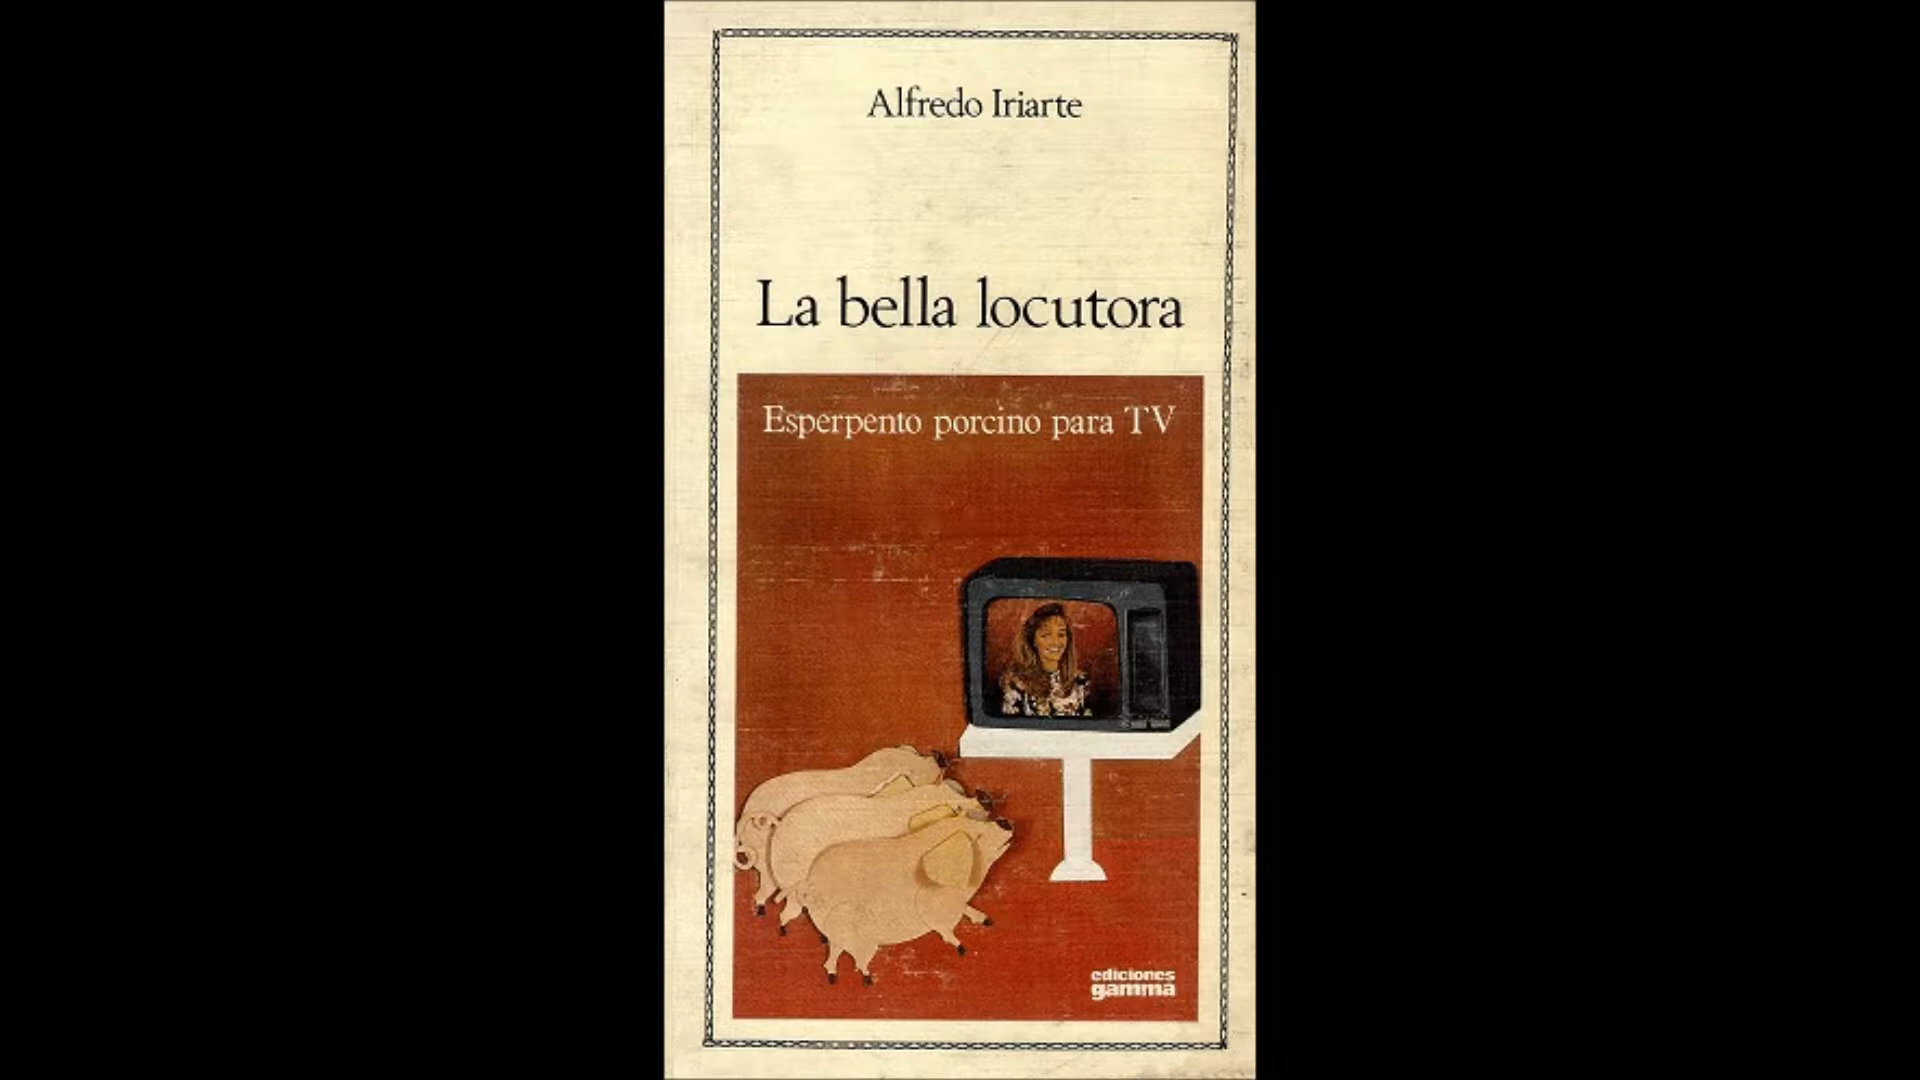 Alfredo Iriarte
La bella locutora
Esperpento porcino para TV
ediciones
gamma